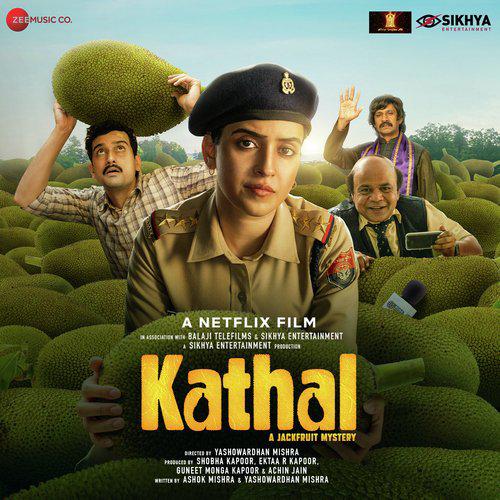 ZEE MUSIC CO.
SIKHYA
ENTERTAINMENT
A NETFLIX FILM
IN ASSOCIATION WITH BALAJI TELEFILMS & SIKHYA ENTERTAINMENT
A SIKHYA ENTERTAINMENT PRODUCTION
Kathal
A JACKFRUIT MYSTERY
DIRECTED BY YASHOWARDHAN MISHRA
PRODUCED BY SHOBHA KAPOOR, EKTAA R KAPOOR,
GUNEET MONGA KAPOOR & ACHIN JAIN
WRITTEN BY ASHOK MISHRA & YASHOWARDHAN MISHRA